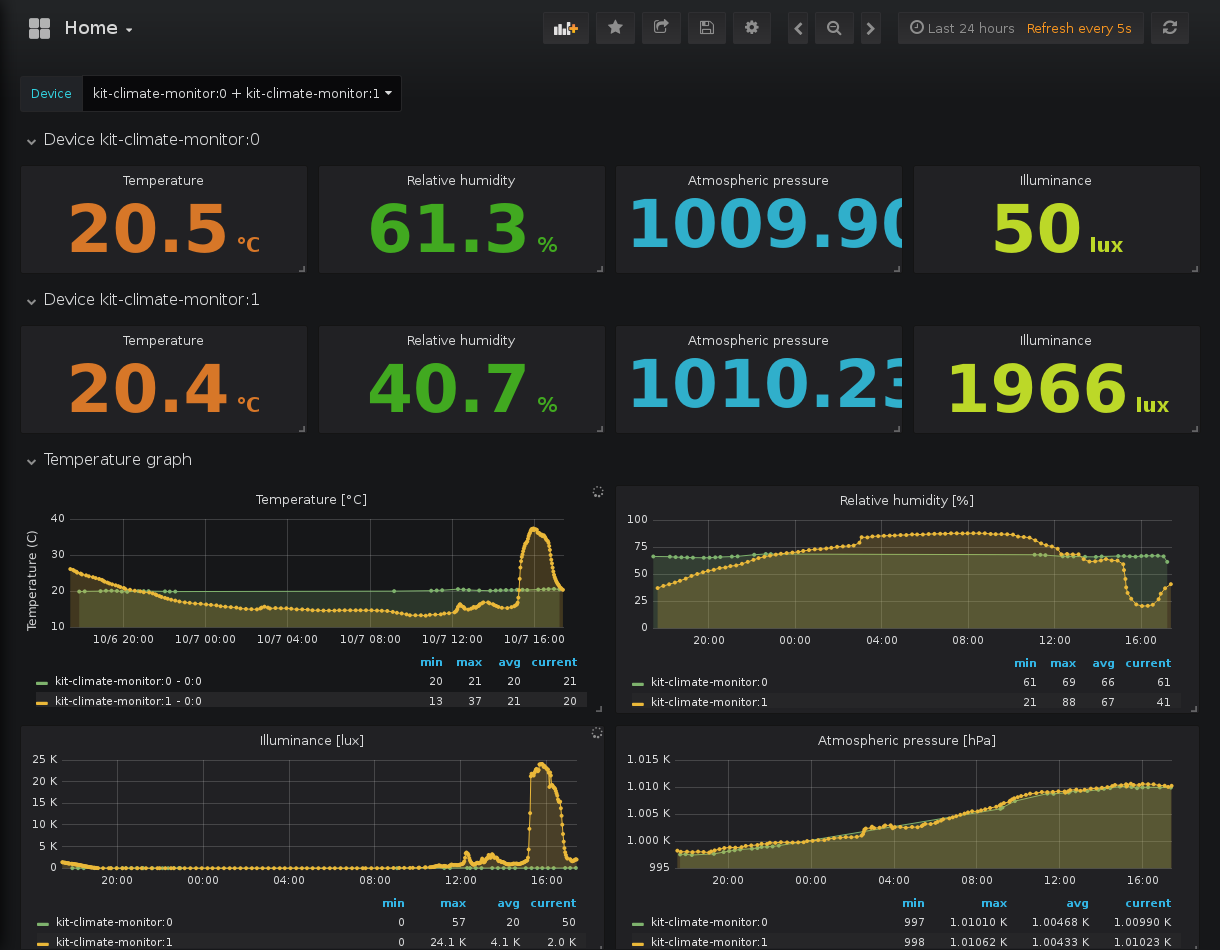 Home
Last 24 hours Refresh every 5s
Device kit-climate-monitor:0 + kit-climate-monitor:1
Device kit-climate-monitor:0
Temperature Relative humidity Atmospheric pressure Illuminance
20.5 °C 61.3 % 1009.90 50 lux
Device kit-climate-monitor:1
Temperature Relative humidity Atmospheric pressure Illuminance
20.4 °C 40.7 % 1010.23 1966 lux
Temperature graph
Temperature [°C]
Temperature (C)
40
30
20
10
10/6 20:00 10/7 00:00 10/7 04:00 10/7 08:00 10/7 12:00 10/7 16:00
min max avg current
kit-climate-monitor:0 - 0:0 20 21 20 21
kit-climate-monitor:1 - 0:0 13 37 21 20
Relative humidity [%]
100
75
50
25
0
20:00 00:00 04:00 08:00 12:00 16:00
min max avg current
kit-climate-monitor:0 61 69 66 61
kit-climate-monitor:1 21 88 67 41
Illuminance [lux]
25 K
20 K
15 K
10 K
5 K
0
20:00 00:00 04:00 08:00 12:00 16:00
min max avg current
kit-climate-monitor:0 0 57 20 50
kit-climate-monitor:1 0 24.1 K 4.1 K 2.0 K
Atmospheric pressure [hPa]
1.015 K
1.010 K
1.005 K
1.000 K
995
20:00 00:00 04:00 08:00 12:00 16:00
min max avg current
kit-climate-monitor:0 997 1.01010 K 1.00468 K 1.00990 K
kit-climate-monitor:1 998 1.01062 K 1.00433 K 1.01023 K